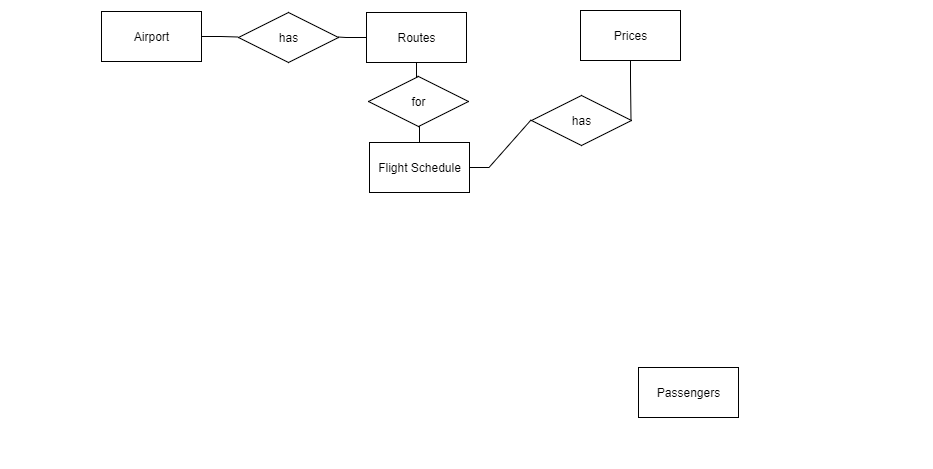 Airport
has
Routes
Prices
for
has
Flight Schedule
Passengers